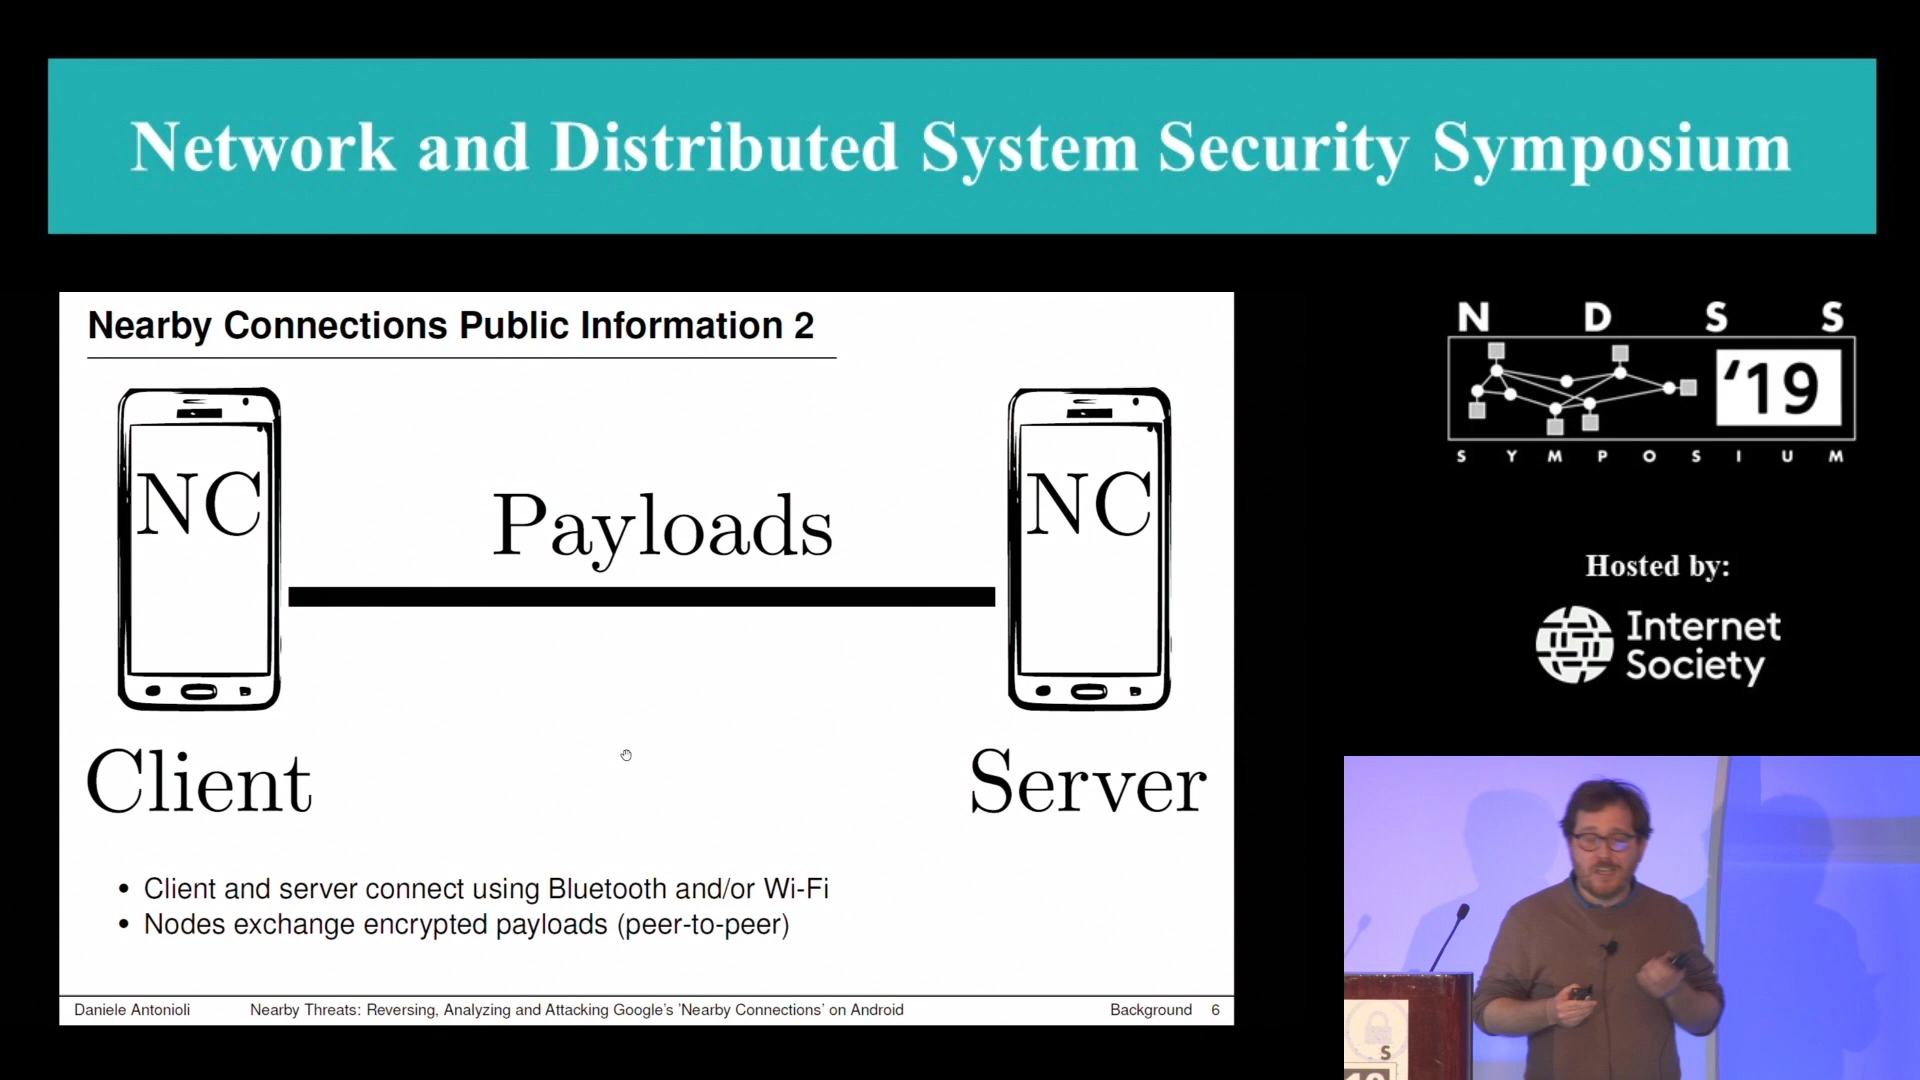 Network and Distributed System Security Symposium
Nearby Connections Public Information 2
NC
Payloads
NC
Client
Server
• Client and server connect using Bluetooth and/or Wi-Fi
• Nodes exchange encrypted payloads (peer-to-peer)
Daniele Antonioli Nearby Threats: Reversing, Analyzing and Attacking Google's 'Nearby Connections' on Android Background 6
N D S S
'19
S Y M P O S I U M
Hosted by:
Internet
Society
S
19